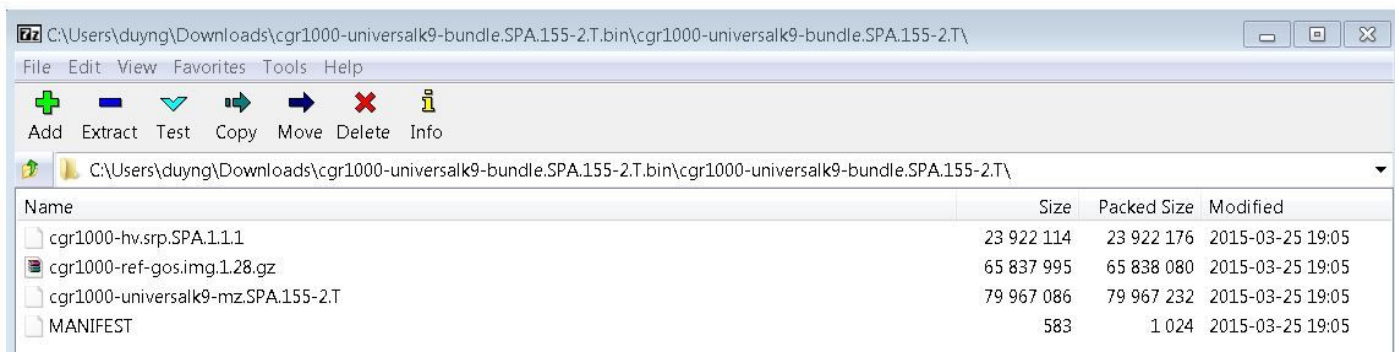 7z C:\Users\duyng\Downloads\cgr1000-universalk9-bundle.SPA.155-2.T.bin\cgr1000-universalk9-bundle.SPA.155-2.T\
File Edit View Favorites Tools Help
Add Extract Test Copy Move Delete Info
C:\Users\duyng\Downloads\cgr1000-universalk9-bundle.SPA.155-2.T.bin\cgr1000-universalk9-bundle.SPA.155-2.T\
Name Size Packed Size Modified
cgr1000-hv.srp.SPA.1.1.1 23 922 114 23 922 176 2015-03-25 19:05
cgr1000-ref-gos.img.1.28.gz 65 837 995 65 838 080 2015-03-25 19:05
cgr1000-universalk9-mz.SPA.155-2.T 79 967 086 79 967 232 2015-03-25 19:05
MANIFEST 583 1 024 2015-03-25 19:05